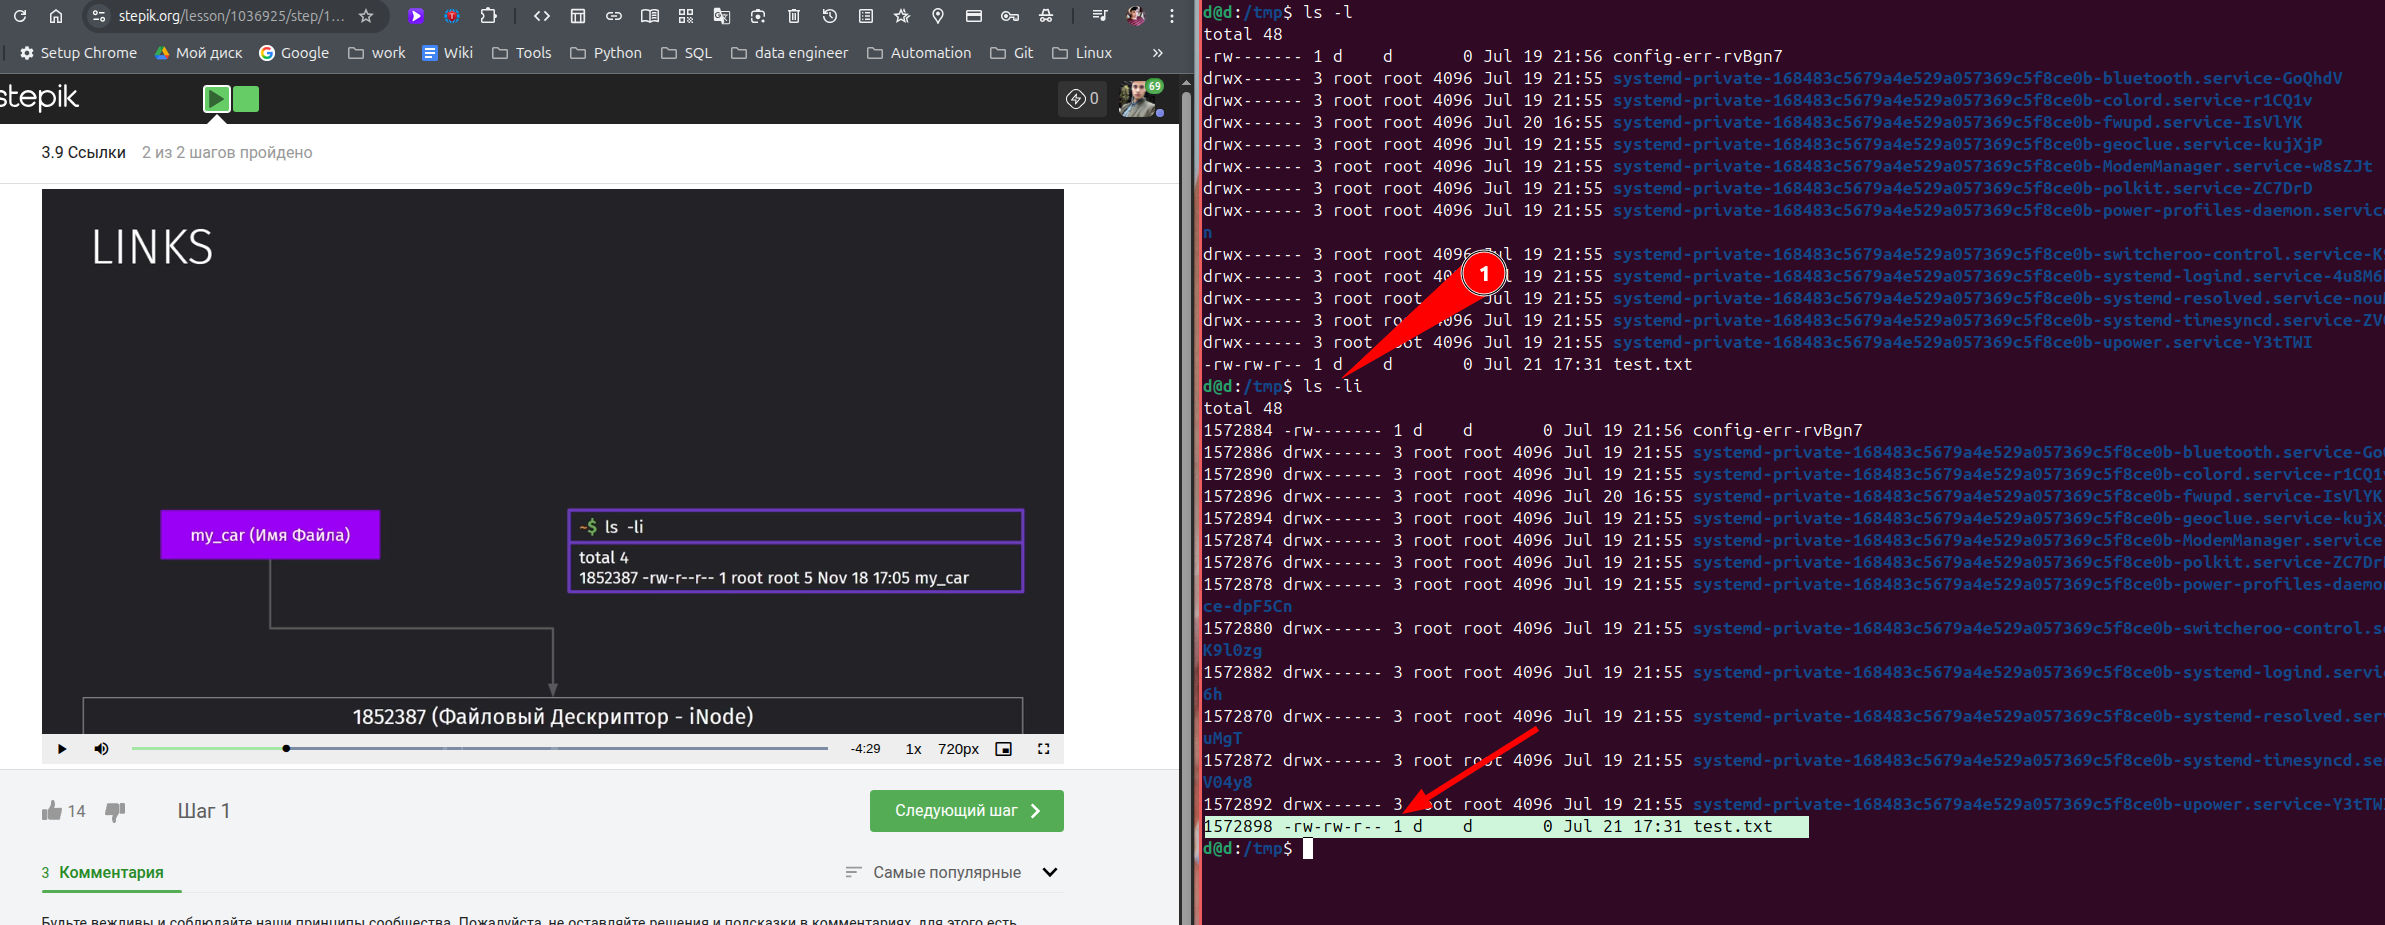 stepik.org/lesson/1036925/step/1...
Setup Chrome Мой диск Google work Wiki Tools Python SQL data engineer Automation Git Linux »
stepik 0 69
3.9 Ссылки 2 из 2 шагов пройдено
LINKS
my_car (Имя Файла)
~$ ls -li
total 4
1852387 -rw-r--r-- 1 root root 5 Nov 18 17:05 my_car
1852387 (Файловый Дескриптор - iNode)
-4:29 1x 720px
14 Шаг 1 Следующий шаг
3 Комментария Самые популярные
Будьте вежливы и соблюдайте наши принципы сообщества. Пожалуйста, не оставляйте решения и подсказки в комментариях, для этого есть
d@d:/tmp$ ls -l
total 48
-rw------- 1 d d 0 Jul 19 21:56 config-err-rvBgn7
drwx------ 3 root root 4096 Jul 19 21:55 systemd-private-168483c5679a4e529a057369c5f8ce0b-bluetooth.service-GoQhdV
drwx------ 3 root root 4096 Jul 19 21:55 systemd-private-168483c5679a4e529a057369c5f8ce0b-colord.service-r1CQ1v
drwx------ 3 root root 4096 Jul 20 16:55 systemd-private-168483c5679a4e529a057369c5f8ce0b-fwupd.service-IsVlYK
drwx------ 3 root root 4096 Jul 19 21:55 systemd-private-168483c5679a4e529a057369c5f8ce0b-geoclue.service-kujXjP
drwx------ 3 root root 4096 Jul 19 21:55 systemd-private-168483c5679a4e529a057369c5f8ce0b-ModemManager.service-w8sZJt
drwx------ 3 root root 4096 Jul 19 21:55 systemd-private-168483c5679a4e529a057369c5f8ce0b-polkit.service-ZC7DrD
drwx------ 3 root root 4096 Jul 19 21:55 systemd-private-168483c5679a4e529a057369c5f8ce0b-power-profiles-daemon.service
n
drwx------ 3 root root 4096 Jul 19 21:55 systemd-private-168483c5679a4e529a057369c5f8ce0b-switcheroo-control.service-K9
1
drwx------ 3 root root 21:55 systemd-private-168483c5679a4e529a057369c5f8ce0b-systemd-logind.service-4u8M6h
drwx------ 3 root root Jul 19 21:55 systemd-private-168483c5679a4e529a057369c5f8ce0b-systemd-resolved.service-nou
drwx------ 3 root Jul 19 21:55 systemd-private-168483c5679a4e529a057369c5f8ce0b-systemd-timesyncd.service-ZV
drwx------ 3 root root 4096 Jul 19 21:55 systemd-private-168483c5679a4e529a057369c5f8ce0b-upower.service-Y3tTWI
-rw-rw-r-- 1 d d 0 Jul 21 17:31 test.txt
d@d:/tmp$ ls -li
total 48
1572884 -rw------- 1 d d 0 Jul 19 21:56 config-err-rvBgn7
1572886 drwx------ 3 root root 4096 Jul 19 21:55 systemd-private-168483c5679a4e529a057369c5f8ce0b-bluetooth.service-Go
1572890 drwx------ 3 root root 4096 Jul 19 21:55 systemd-private-168483c5679a4e529a057369c5f8ce0b-colord.service-r1CQ1v
1572896 drwx------ 3 root root 4096 Jul 20 16:55 systemd-private-168483c5679a4e529a057369c5f8ce0b-fwupd.service-IsVlYK
1572894 drwx------ 3 root root 4096 Jul 19 21:55 systemd-private-168483c5679a4e529a057369c5f8ce0b-geoclue.service-kujX
1572874 drwx------ 3 root root 4096 Jul 19 21:55 systemd-private-168483c5679a4e529a057369c5f8ce0b-ModemManager.service
1572876 drwx------ 3 root root 4096 Jul 19 21:55 systemd-private-168483c5679a4e529a057369c5f8ce0b-polkit.service-ZC7Dr
1572878 drwx------ 3 root root 4096 Jul 19 21:55 systemd-private-168483c5679a4e529a057369c5f8ce0b-power-profiles-daemon
ce-dpF5Cn
1572880 drwx------ 3 root root 4096 Jul 19 21:55 systemd-private-168483c5679a4e529a057369c5f8ce0b-switcheroo-control.s
K9l0zg
1572882 drwx------ 3 root root 4096 Jul 19 21:55 systemd-private-168483c5679a4e529a057369c5f8ce0b-systemd-logind.servi
6h
1572870 drwx------ 3 root root 4096 Jul 19 21:55 systemd-private-168483c5679a4e529a057369c5f8ce0b-systemd-resolved.ser
uMgT
1572872 drwx------ 3 root root 4096 Jul 19 21:55 systemd-private-168483c5679a4e529a057369c5f8ce0b-systemd-timesyncd.se
V04y8
1572892 drwx------ 3 root root 4096 Jul 19 21:55 systemd-private-168483c5679a4e529a057369c5f8ce0b-upower.service-Y3tTW
1572898 -rw-rw-r-- 1 d d 0 Jul 21 17:31 test.txt
d@d:/tmp$